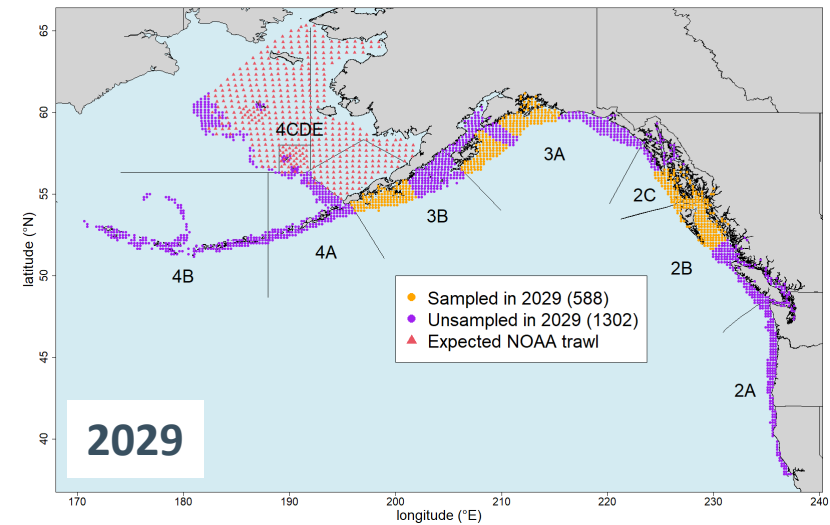 65
60
55
50
45
40
latitude (°N)
4CDE
3A
2C
3B
4A
2B
4B
Sampled in 2029 (588)
Unsampled in 2029 (1302)
Expected NOAA trawl
2A
2029
170
180
190
200
210
220
230
240
longitude (°E)